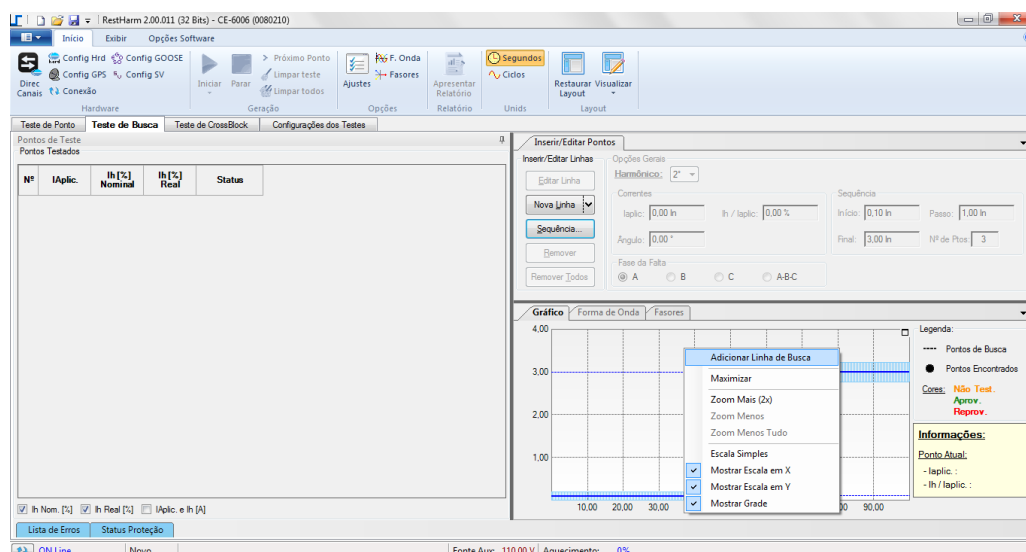 RestHarm 2.00.011 (32 Bits) - CE-6006 (0080210)
Início Exibir Opções Software
Direc Canais
Config Hrd Config GOOSE
Config GPS Config SV
Conexão
Hardware
Iniciar Parar
Próximo Ponto
Limpar teste
Limpar todos
Geração
Ajustes
F. Onda
Fasores
Opções
Apresentar Relatório
Relatório
Segundos
Ciclos
Unids
Restaurar Layout
Visualizar
Layout
Teste de Ponto Teste de Busca Teste de CrossBlock Configurações dos Testes
Pontos de Teste
Pontos Testados
Nº IAplic. Ih [%] Nominal Ih [%] Real Status
Ih Nom. [%] Ih Real [%] IAplic. e Ih [A]
Lista de Erros Status Proteção
Inserir/Editar Pontos
Inserir/Editar Linhas
Editar Linha
Nova Linha
Sequência...
Remover
Remover Todos
Opções Gerais
Harmônico: 2°
Correntes
Iaplic: 0,00 In Ih / Iaplic: 0,00 %
Ângulo: 0,00 °
Sequência
Início: 0,10 In Passo: 1,00 In
Final: 3,00 In Nº de Ptos: 3
Fase da Falta
A B C A-B-C
Gráfico Forma de Onda Fasores
4,00
3,00
2,00
1,00
10,00 20,00 30,00 90,00
Adicionar Linha de Busca
Maximizar
Zoom Mais (2x)
Zoom Menos
Zoom Menos Tudo
Escala Simples
Mostrar Escala em X
Mostrar Escala em Y
Mostrar Grade
Legenda:
Pontos de Busca
Pontos Encontrados
Cores: Não Test.
Aprov.
Reprov.
Informações:
Ponto Atual:
- Iaplic. :
- Ih / Iaplic. :
ON Line Novo Fonte Aux: 110,00 V Aquecimento: 0%